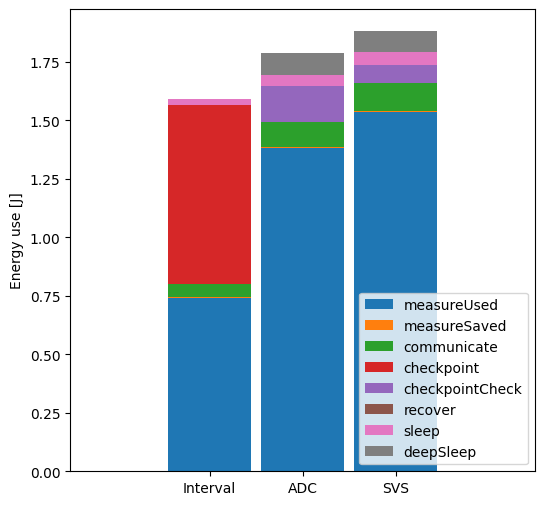 Energy use [J]
1.75
1.50
1.25
1.00
0.75
0.50
0.25
0.00
measureUsed
measureSaved
communicate
checkpoint
checkpointCheck
recover
sleep
deepSleep
Interval ADC SVS